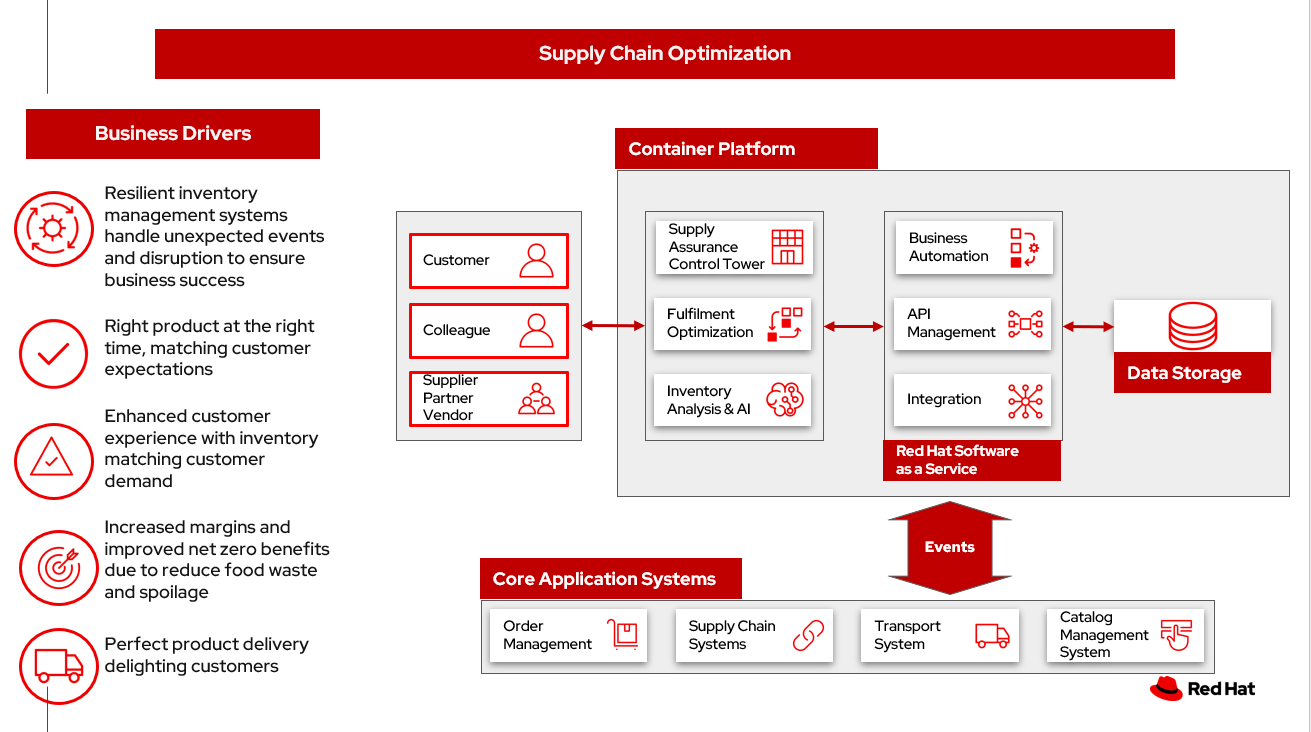 Supply Chain Optimization
Business Drivers
Resilient inventory
management systems
handle unexpected events
and disruption to ensure
business success
Right product at the right
time, matching customer
expectations
Enhanced customer
experience with inventory
matching customer
demand
Increased margins and
improved net zero benefits
due to reduce food waste
and spoilage
Perfect product delivery
delighting customers
Container Platform
Customer
Colleague
Supplier
Partner
Vendor
Supply
Assurance
Control Tower
Fulfilment
Optimization
Inventory
Analysis & AI
Business
Automation
API
Management
Integration
Red Hat Software
as a Service
Data Storage
Events
Core Application Systems
Order
Management
Supply Chain
Systems
Transport
System
Catalog
Management
System
Red Hat